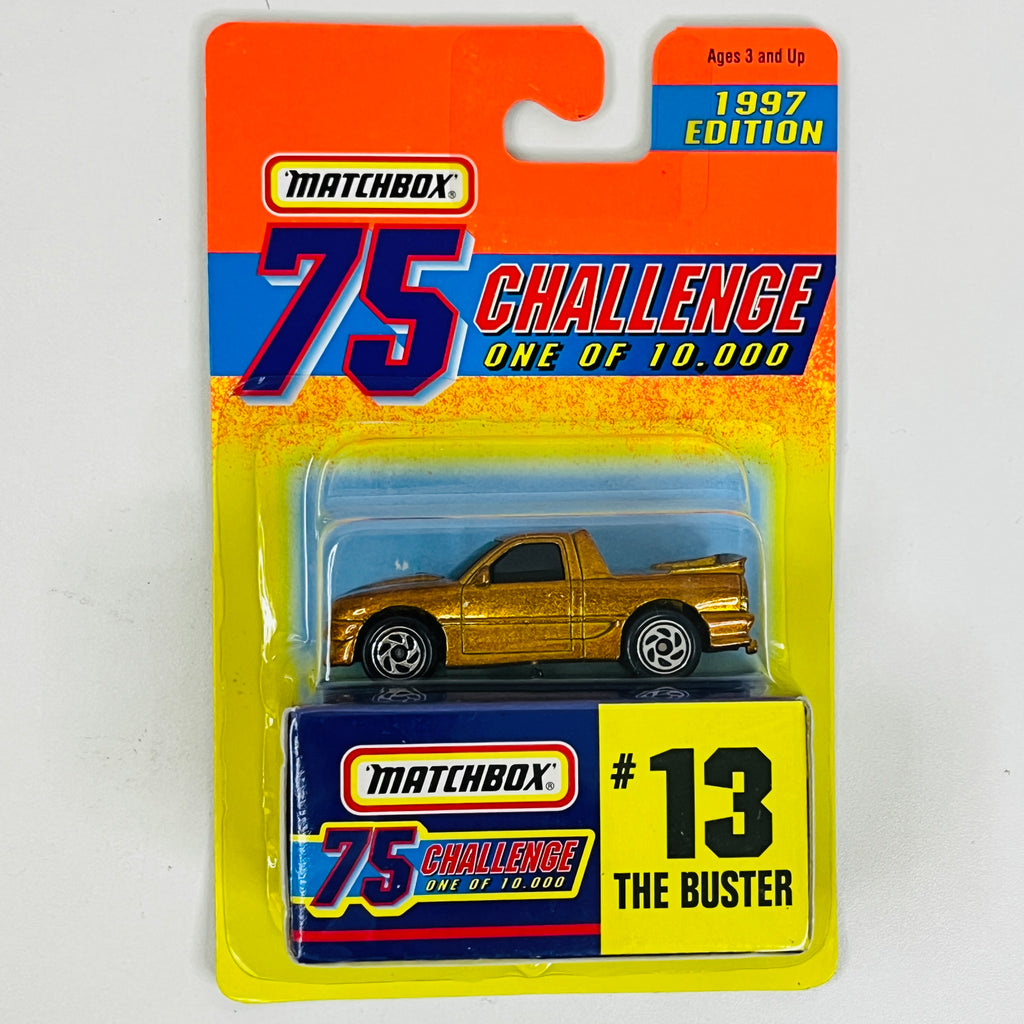 Ages 3 and Up
1997
EDITION
'MATCHBOX'®
75
CHALLENGE
ONE OF 10,000
'MATCHBOX'®
75
CHALLENGE
ONE OF 10,000
#13
THE BUSTER